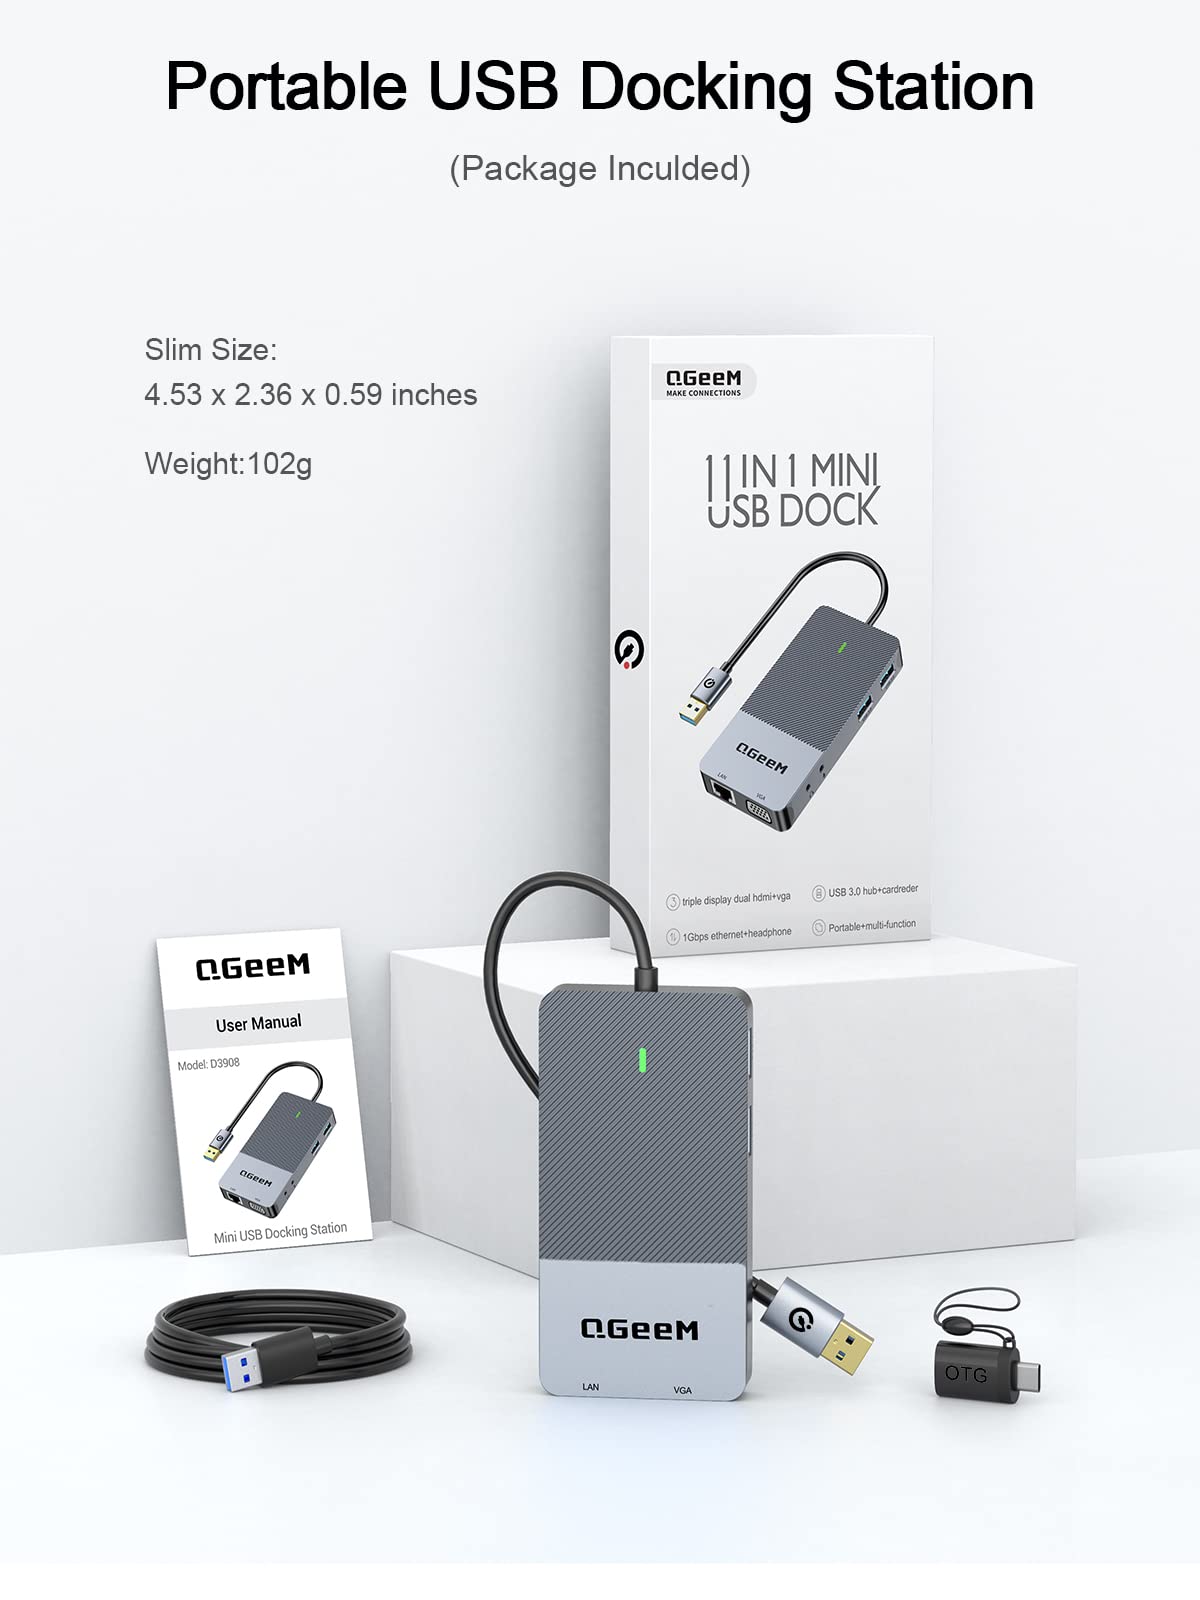 Portable USB Docking Station
(Package Inculded)
Slim Size:
4.53 x 2.36 x 0.59 inches
Weight:102g
QGeeM
MAKE CONNECTIONS
11 IN 1 MINI
USB DOCK
QGeeM
LAN
VGA
3 triple display dual hdmi+vga
USB 3.0 hub+cardreder
1Gbps ethernet+headphone
Portable+multi-function
QGeeM
User Manual
Model: D3908
QGeeM
LAN
VGA
Mini USB Docking Station
QGeeM
LAN
VGA
OTG